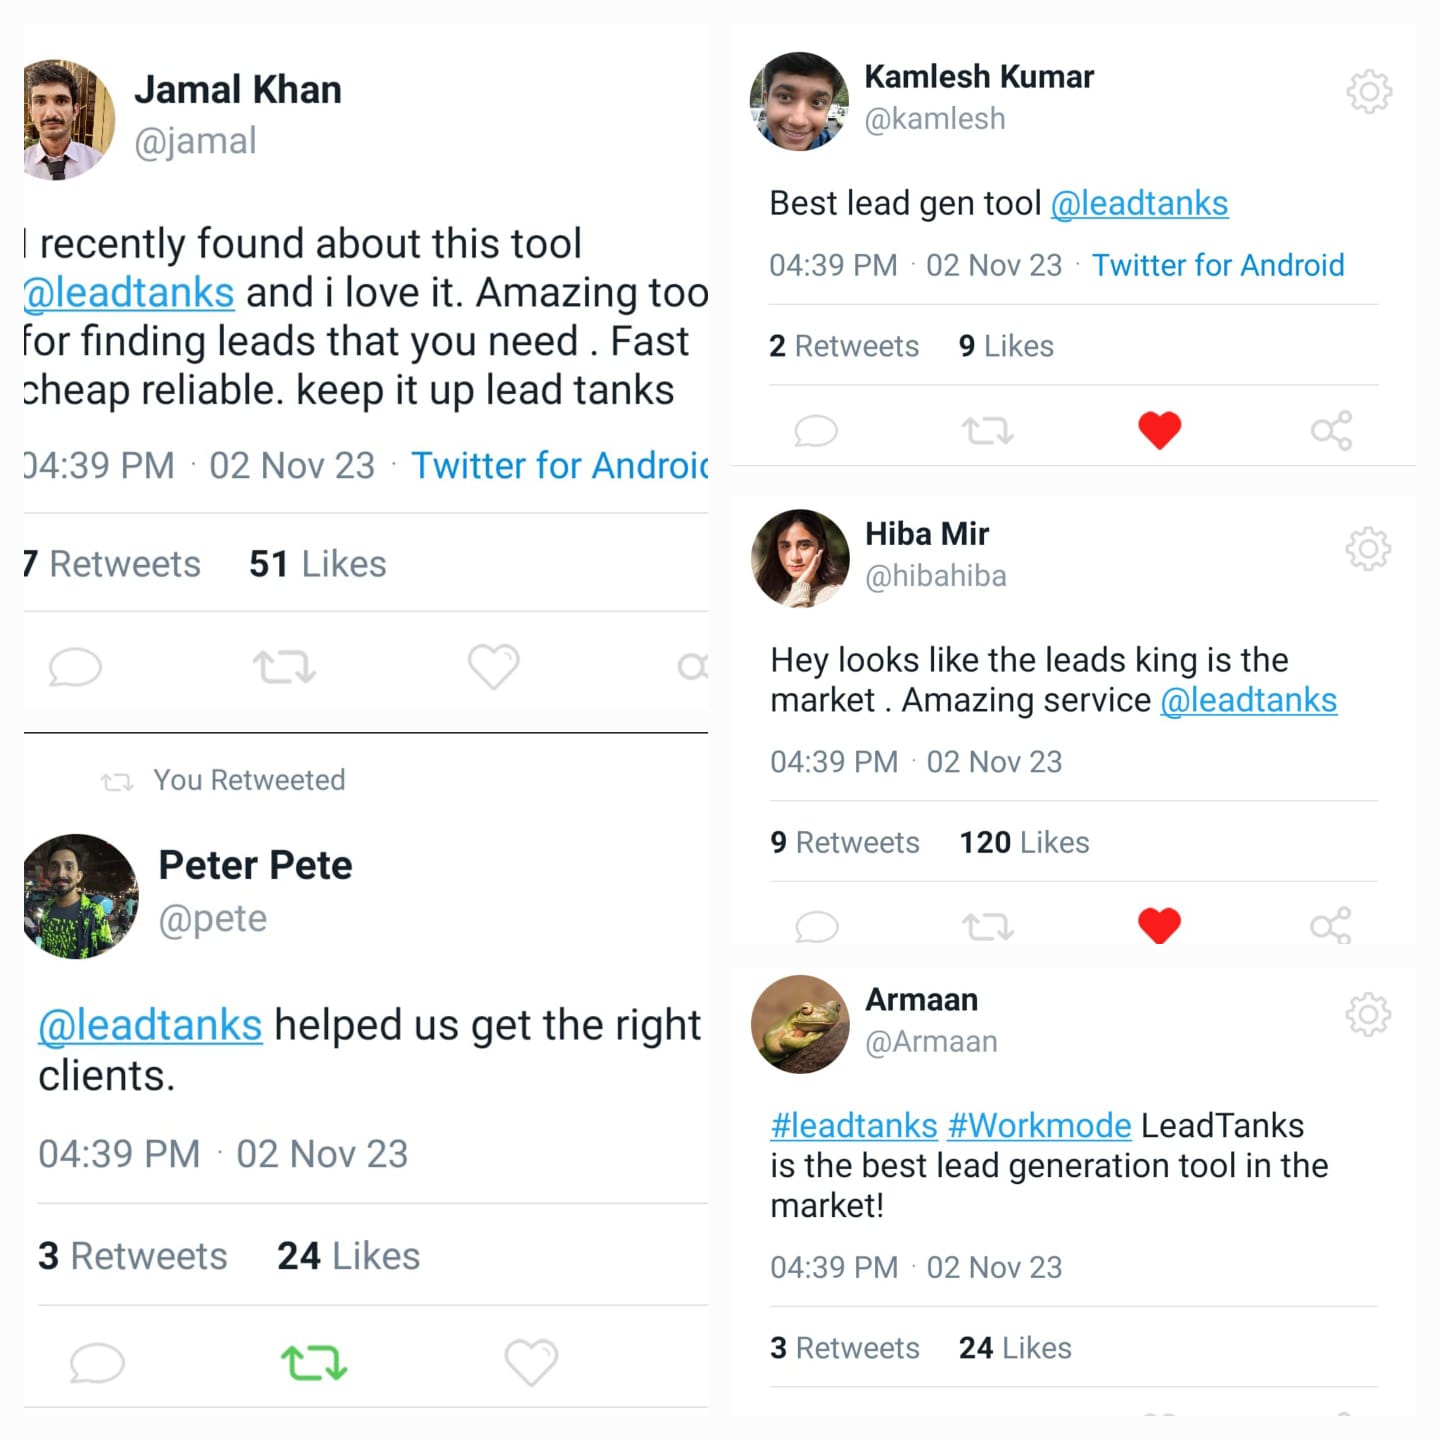 Jamal Khan
@jamal
I recently found about this tool
@leadtanks and i love it. Amazing too
for finding leads that you need . Fast
cheap reliable. keep it up lead tanks
04:39 PM · 02 Nov 23 · Twitter for Android
7 Retweets 51 Likes
You Retweeted
Peter Pete
@pete
@leadtanks helped us get the right
clients.
04:39 PM · 02 Nov 23
3 Retweets 24 Likes
Kamlesh Kumar
@kamlesh
Best lead gen tool @leadtanks
04:39 PM · 02 Nov 23 · Twitter for Android
2 Retweets 9 Likes
Hiba Mir
@hibahiba
Hey looks like the leads king is the
market . Amazing service @leadtanks
04:39 PM · 02 Nov 23
9 Retweets 120 Likes
Armaan
@Armaan
#leadtanks #Workmode LeadTanks
is the best lead generation tool in the
market!
04:39 PM · 02 Nov 23
3 Retweets 24 Likes